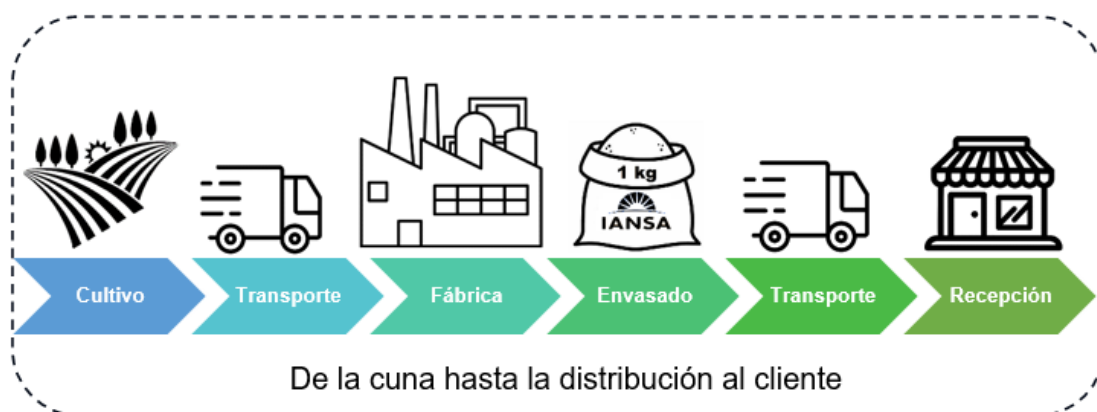 1 kg
IANSA
Cultivo
Transporte
Fábrica
Envasado
Transporte
Recepción
De la cuna hasta la distribución al cliente